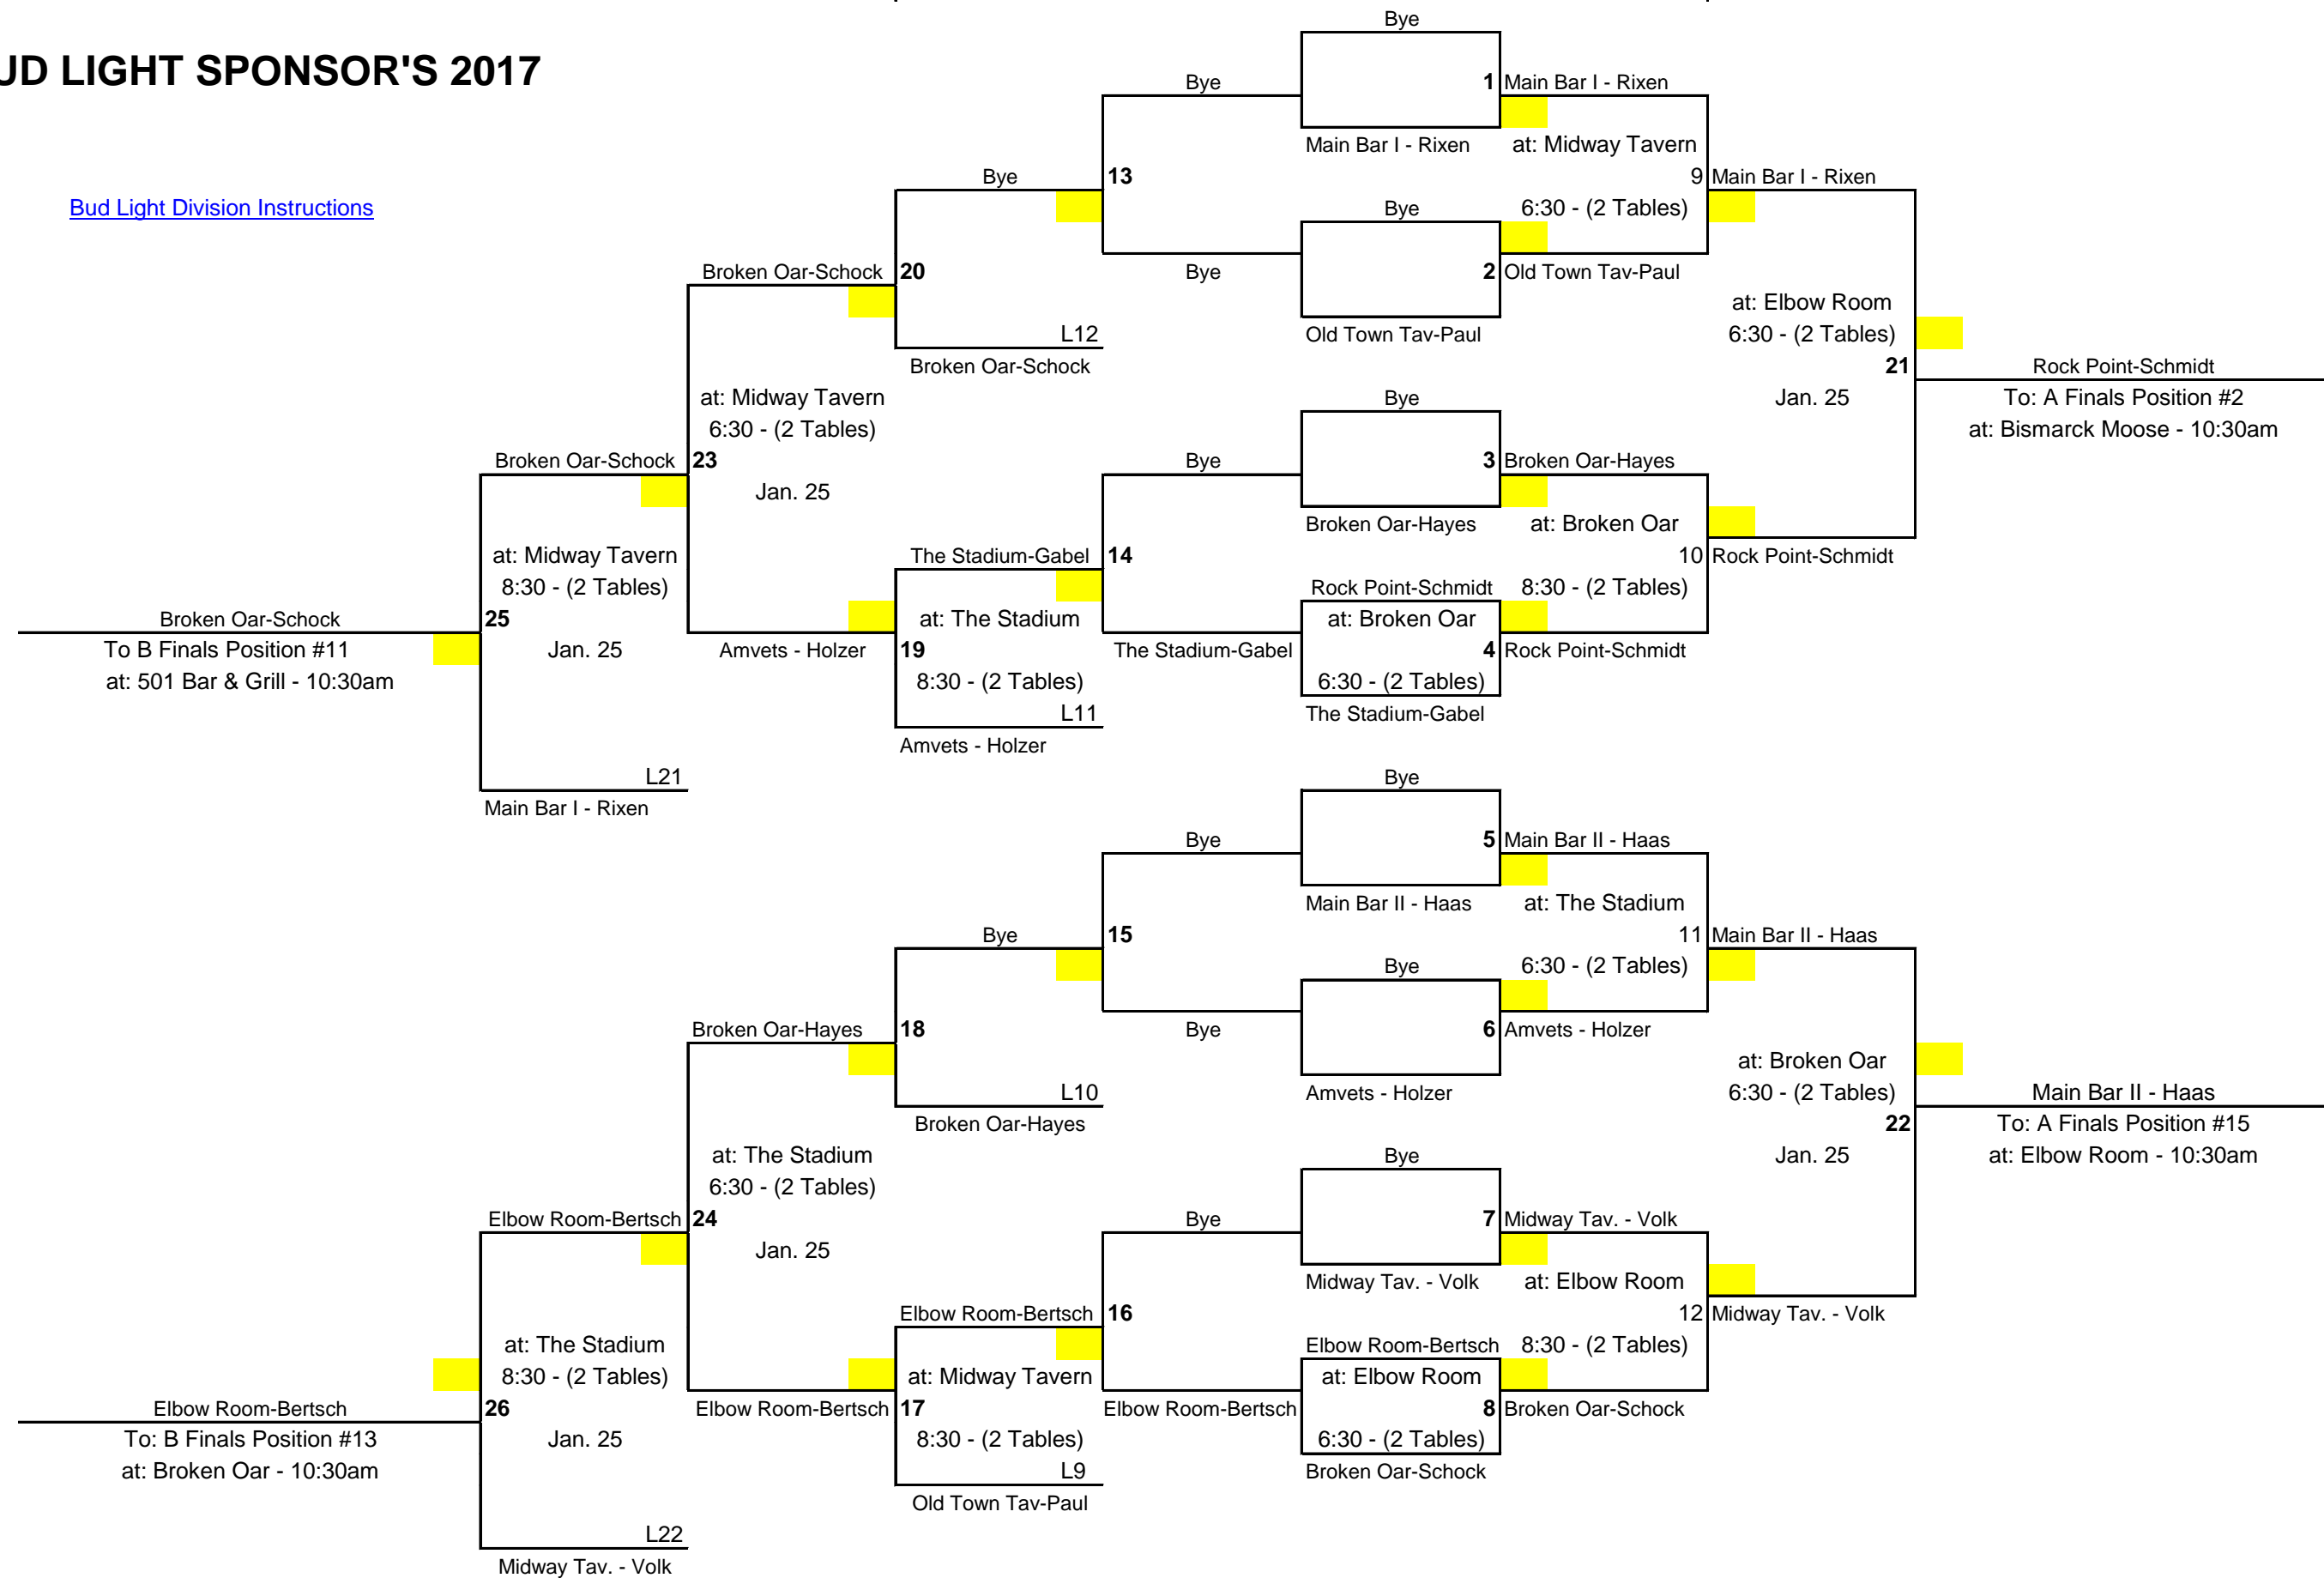 Bye
UD LIGHT SPONSOR'S 2017
Bye
1 Main Bar I - Rixen
Main Bar I - Rixen at: Midway Tavern
Bye 13 9 Main Bar I - Rixen
Bud Light Division Instructions Bye 6:30 - (2 Tables)
Broken Oar-Schock 20 Bye 2 Old Town Tav-Paul
at: Elbow Room
L12 Old Town Tav-Paul 6:30 - (2 Tables)
Broken Oar-Schock 21 Rock Point-Schmidt
at: Midway Tavern Bye Jan. 25 To: A Finals Position #2
6:30 - (2 Tables) at: Bismarck Moose - 10:30am
Broken Oar-Schock 23 Bye 3 Broken Oar-Hayes
Jan. 25
Broken Oar-Hayes at: Broken Oar
at: Midway Tavern The Stadium-Gabel 14 10 Rock Point-Schmidt
8:30 - (2 Tables) Rock Point-Schmidt 8:30 - (2 Tables)
Broken Oar-Schock 25 at: The Stadium at: Broken Oar
To B Finals Position #11 Jan. 25 Amvets - Holzer 19 The Stadium-Gabel 4 Rock Point-Schmidt
at: 501 Bar & Grill - 10:30am 8:30 - (2 Tables) 6:30 - (2 Tables)
L11 The Stadium-Gabel
Amvets - Holzer
L21 Bye
Main Bar I - Rixen
Bye 5 Main Bar II - Haas
Main Bar II - Haas at: The Stadium
Bye 15 11 Main Bar II - Haas
Bye 6:30 - (2 Tables)
Broken Oar-Hayes 18 Bye 6 Amvets - Holzer
at: Broken Oar
L10 Amvets - Holzer 6:30 - (2 Tables) Main Bar II - Haas
Broken Oar-Hayes 22 To: A Finals Position #15
at: The Stadium Bye Jan. 25 at: Elbow Room - 10:30am
6:30 - (2 Tables)
Elbow Room-Bertsch 24 Bye 7 Midway Tav. - Volk
Jan. 25
Midway Tav. - Volk at: Elbow Room
Elbow Room-Bertsch 16 12 Midway Tav. - Volk
at: The Stadium Elbow Room-Bertsch 8:30 - (2 Tables)
8:30 - (2 Tables) at: Midway Tavern at: Elbow Room
Elbow Room-Bertsch 26 Elbow Room-Bertsch 17 Elbow Room-Bertsch 8 Broken Oar-Schock
To: B Finals Position #13 Jan. 25 8:30 - (2 Tables) 6:30 - (2 Tables)
at: Broken Oar - 10:30am L9 Broken Oar-Schock
Old Town Tav-Paul
L22
Midway Tav. - Volk